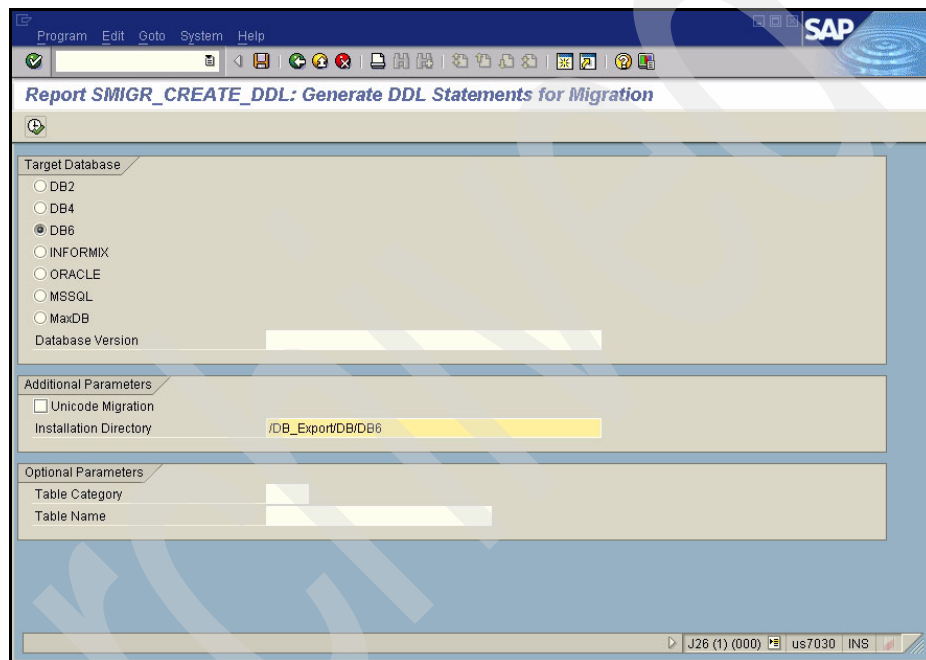 Program Edit Goto System Help
SAP
Report SMIGR_CREATE_DDL: Generate DDL Statements for Migration
Target Database
DB2
DB4
DB6
INFORMIX
ORACLE
MSSQL
MaxDB
Database Version
Additional Parameters
Unicode Migration
Installation Directory /DB_Export/DB/DB6
Optional Parameters
Table Category
Table Name
J26 (1) (000) us7030 INS